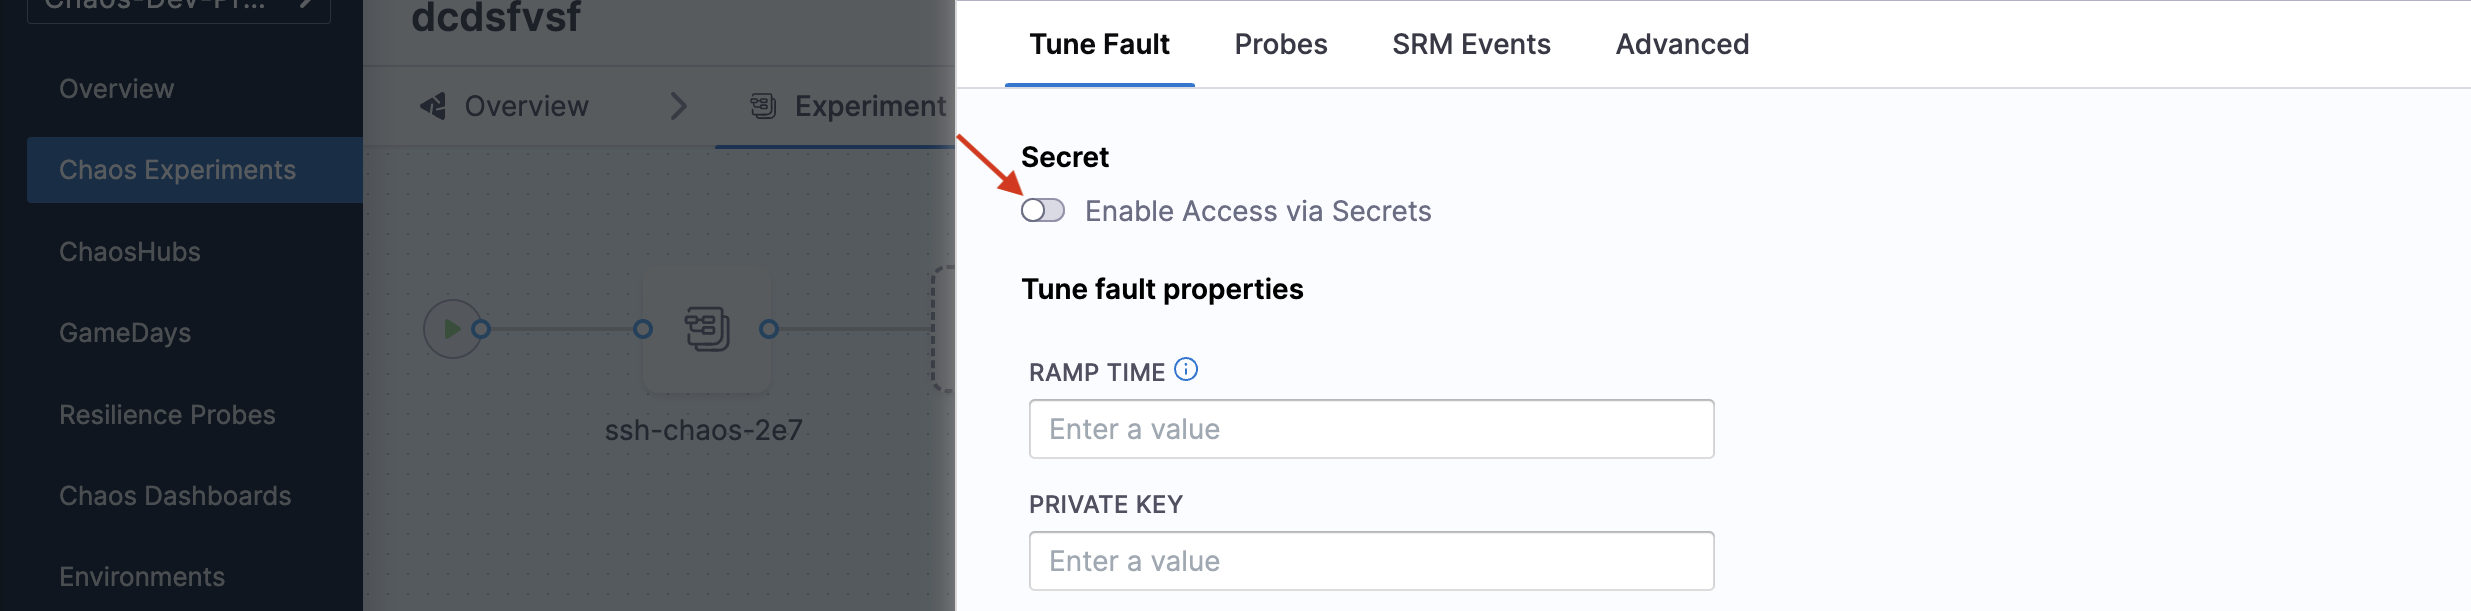 Chaos-Dev-Pr...
Overview
Chaos Experiments
ChaosHubs
GameDays
Resilience Probes
Chaos Dashboards
Environments
dcdsfvsf
Overview
Experiment
ssh-chaos-2e7
Tune Fault
Probes
SRM Events
Advanced
Secret
Enable Access via Secrets
Tune fault properties
RAMP TIME
Enter a value
PRIVATE KEY
Enter a value